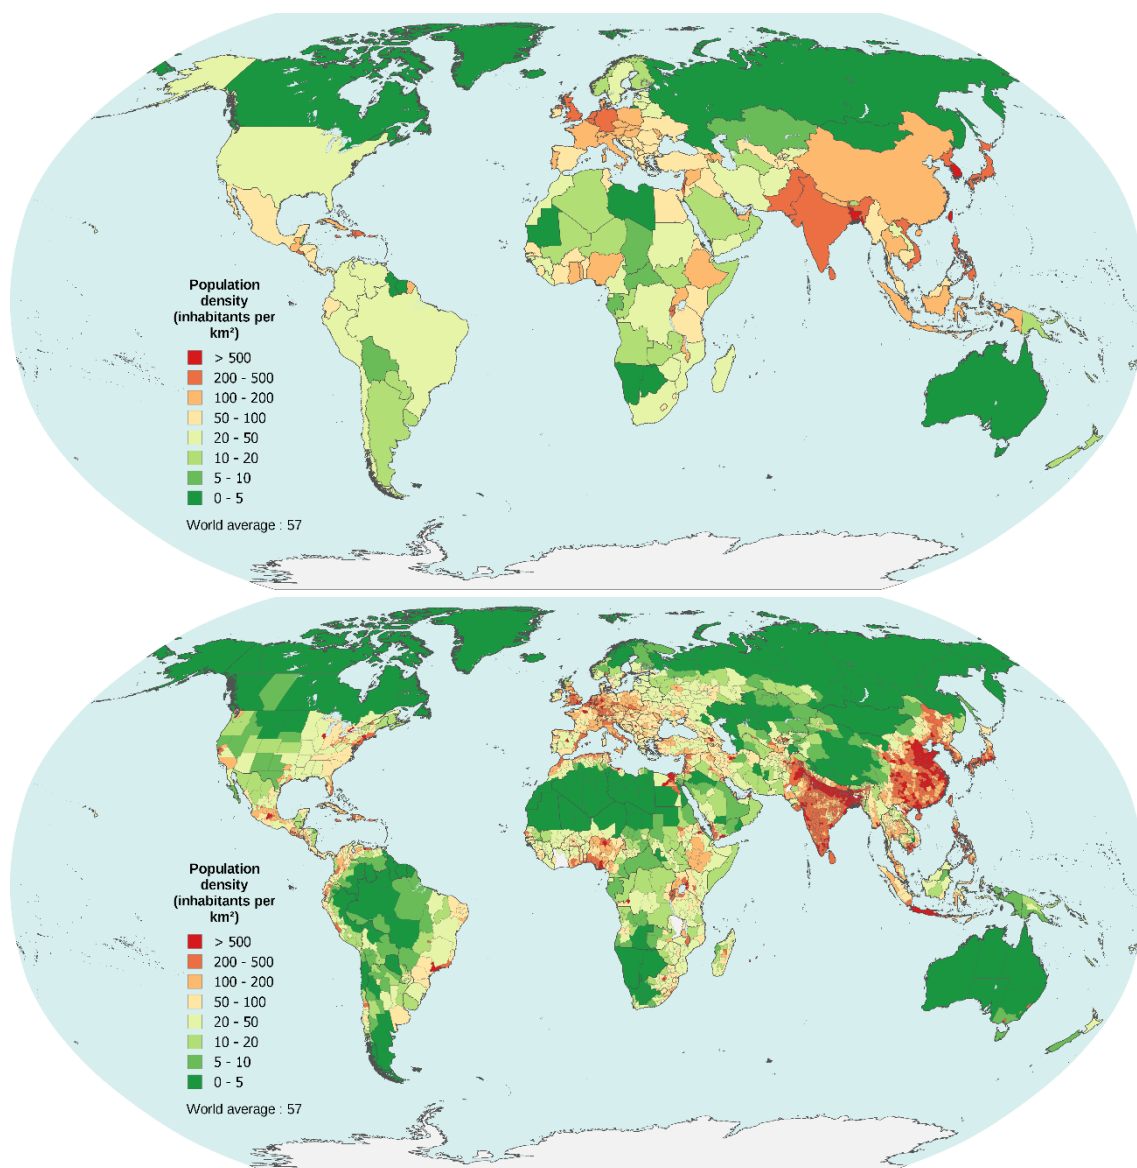 Population
density
(inhabitants per
km²)
> 500
200 - 500
100 - 200
50 - 100
20 - 50
10 - 20
5 - 10
0 - 5
World average : 57
Population
density
(inhabitants per
km²)
> 500
200 - 500
100 - 200
50 - 100
20 - 50
10 - 20
5 - 10
0 - 5
World average : 57